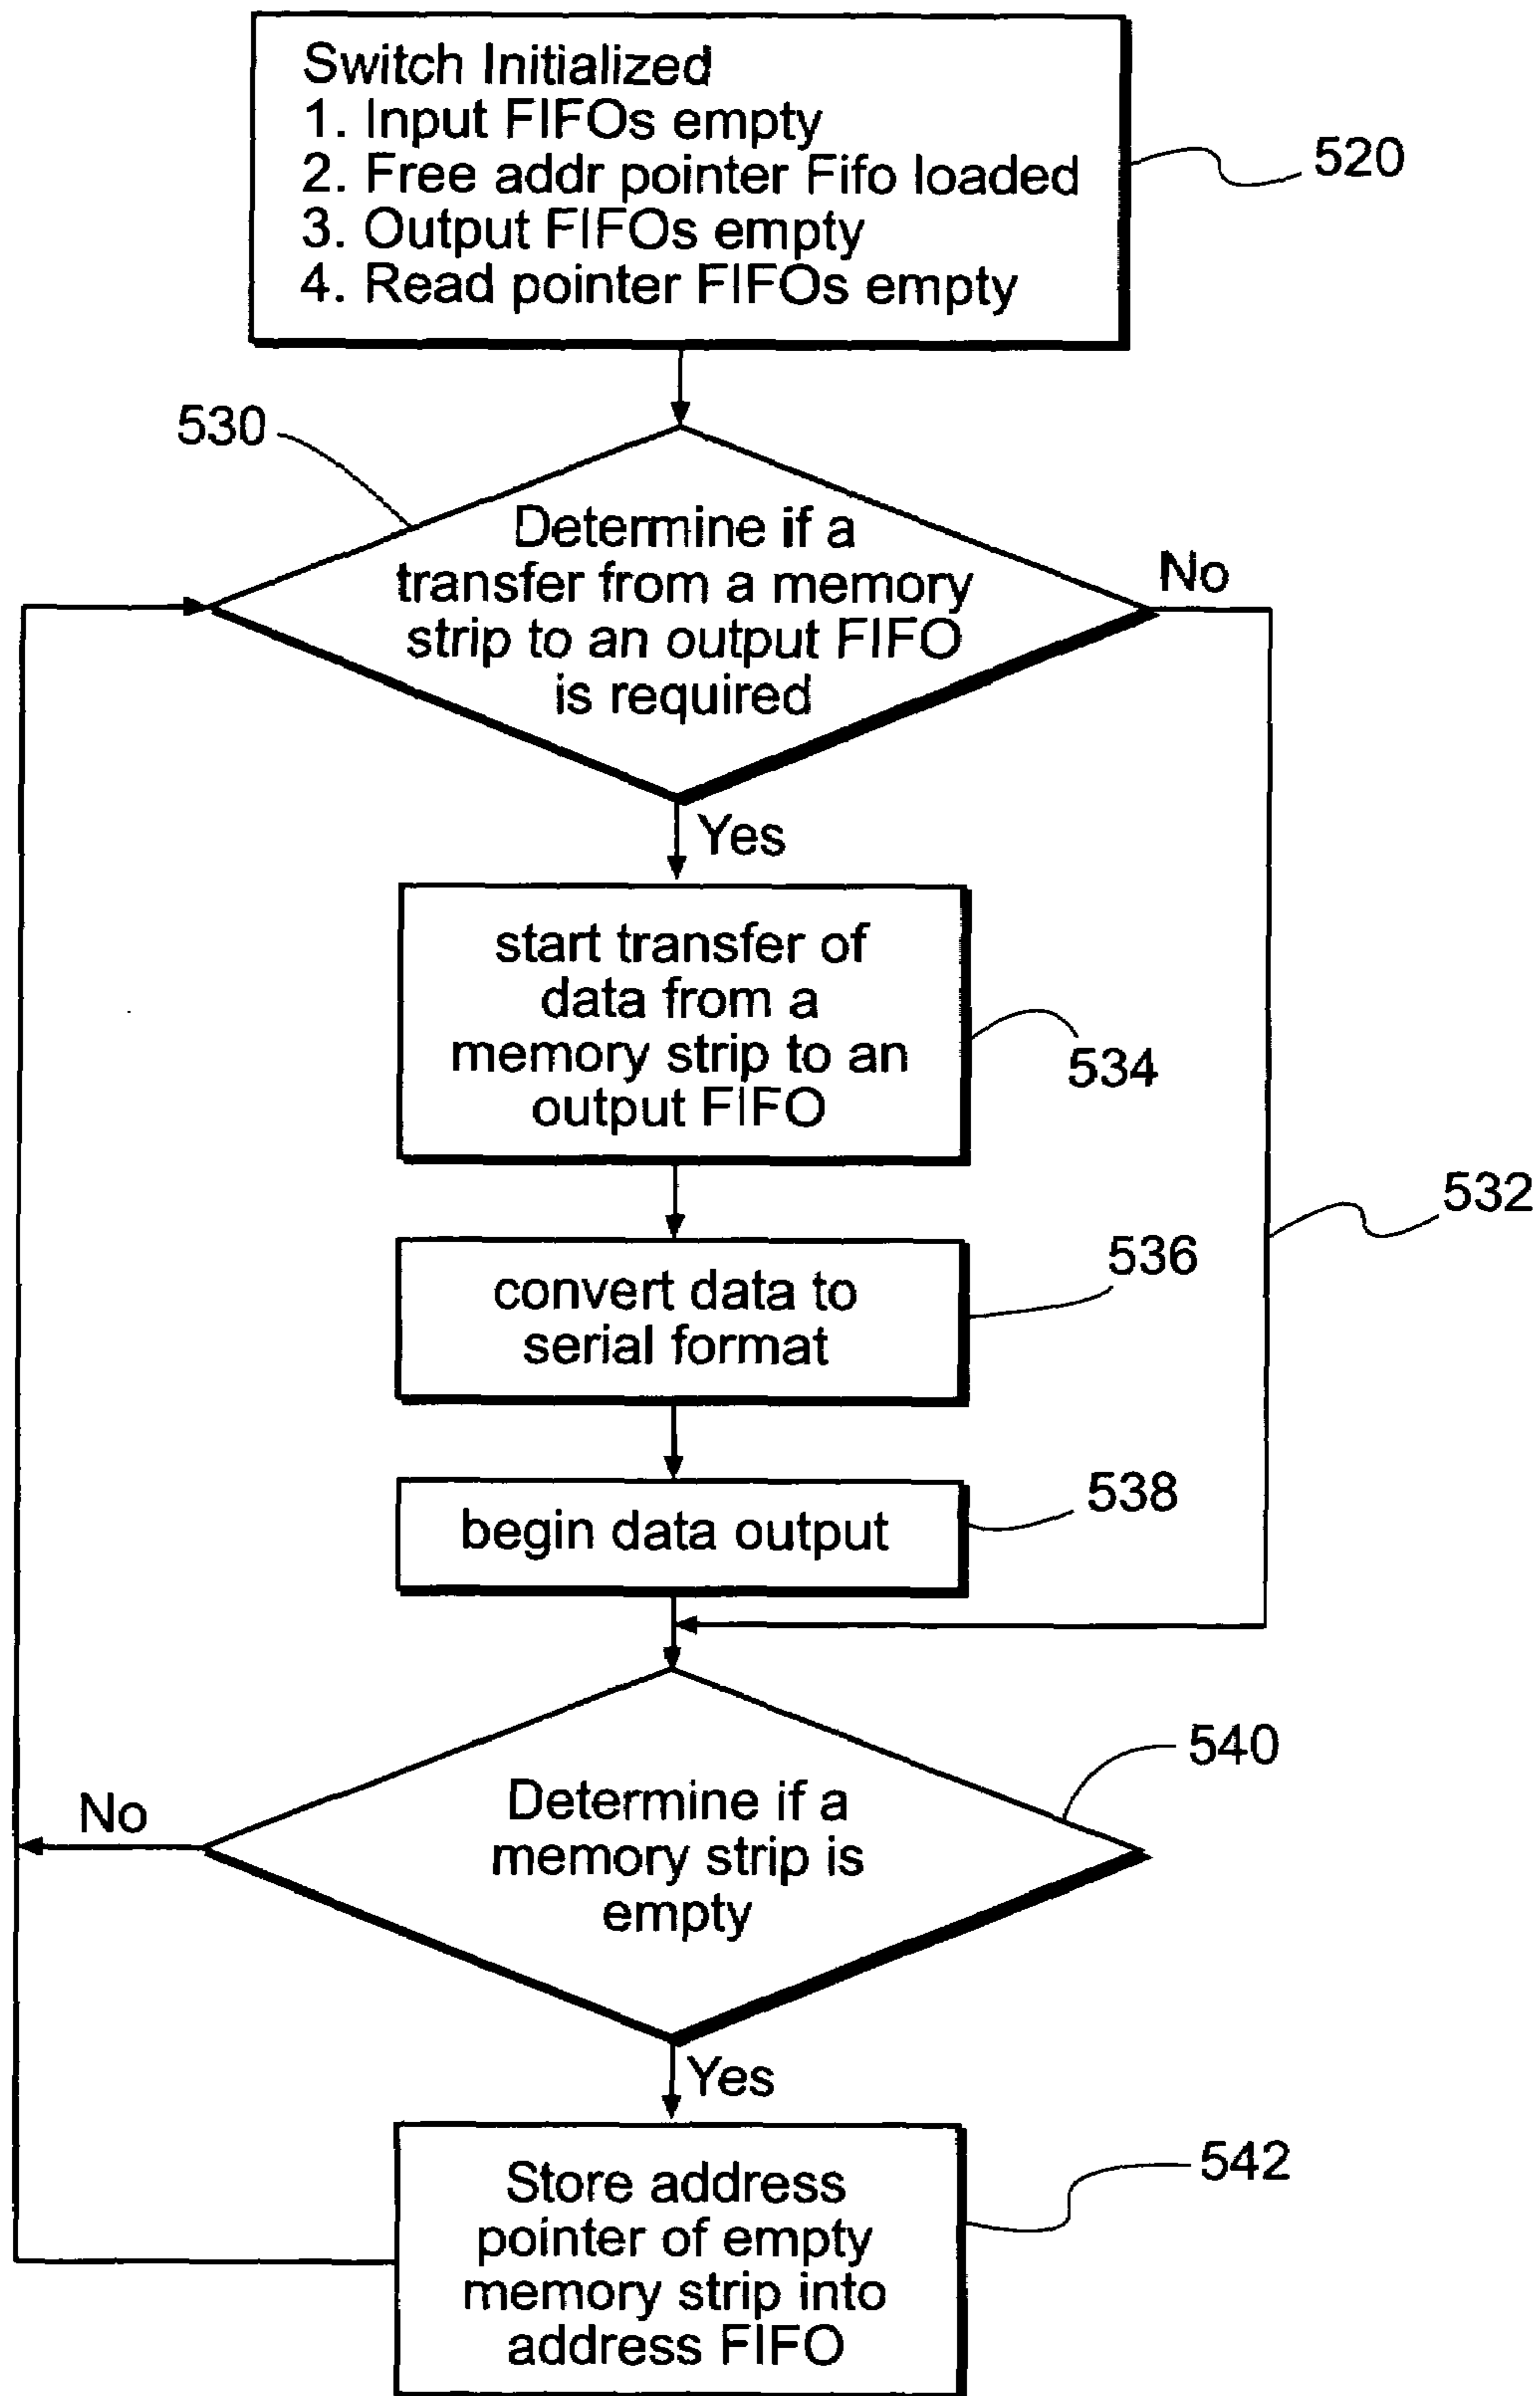 Switch Initialized
1. Input FIFOs empty
2. Free addr pointer Fifo loaded
3. Output FIFOs empty
4. Read pointer FIFOs empty
520
530
Determine if a
transfer from a memory
strip to an output FIFO
is required
No
Yes
start transfer of
data from a
memory strip to an
output FIFO
534
532
convert data to
serial format
536
begin data output
538
Determine if a
memory strip is
empty
540
No
Yes
Store address
pointer of empty
memory strip into
address FIFO
542